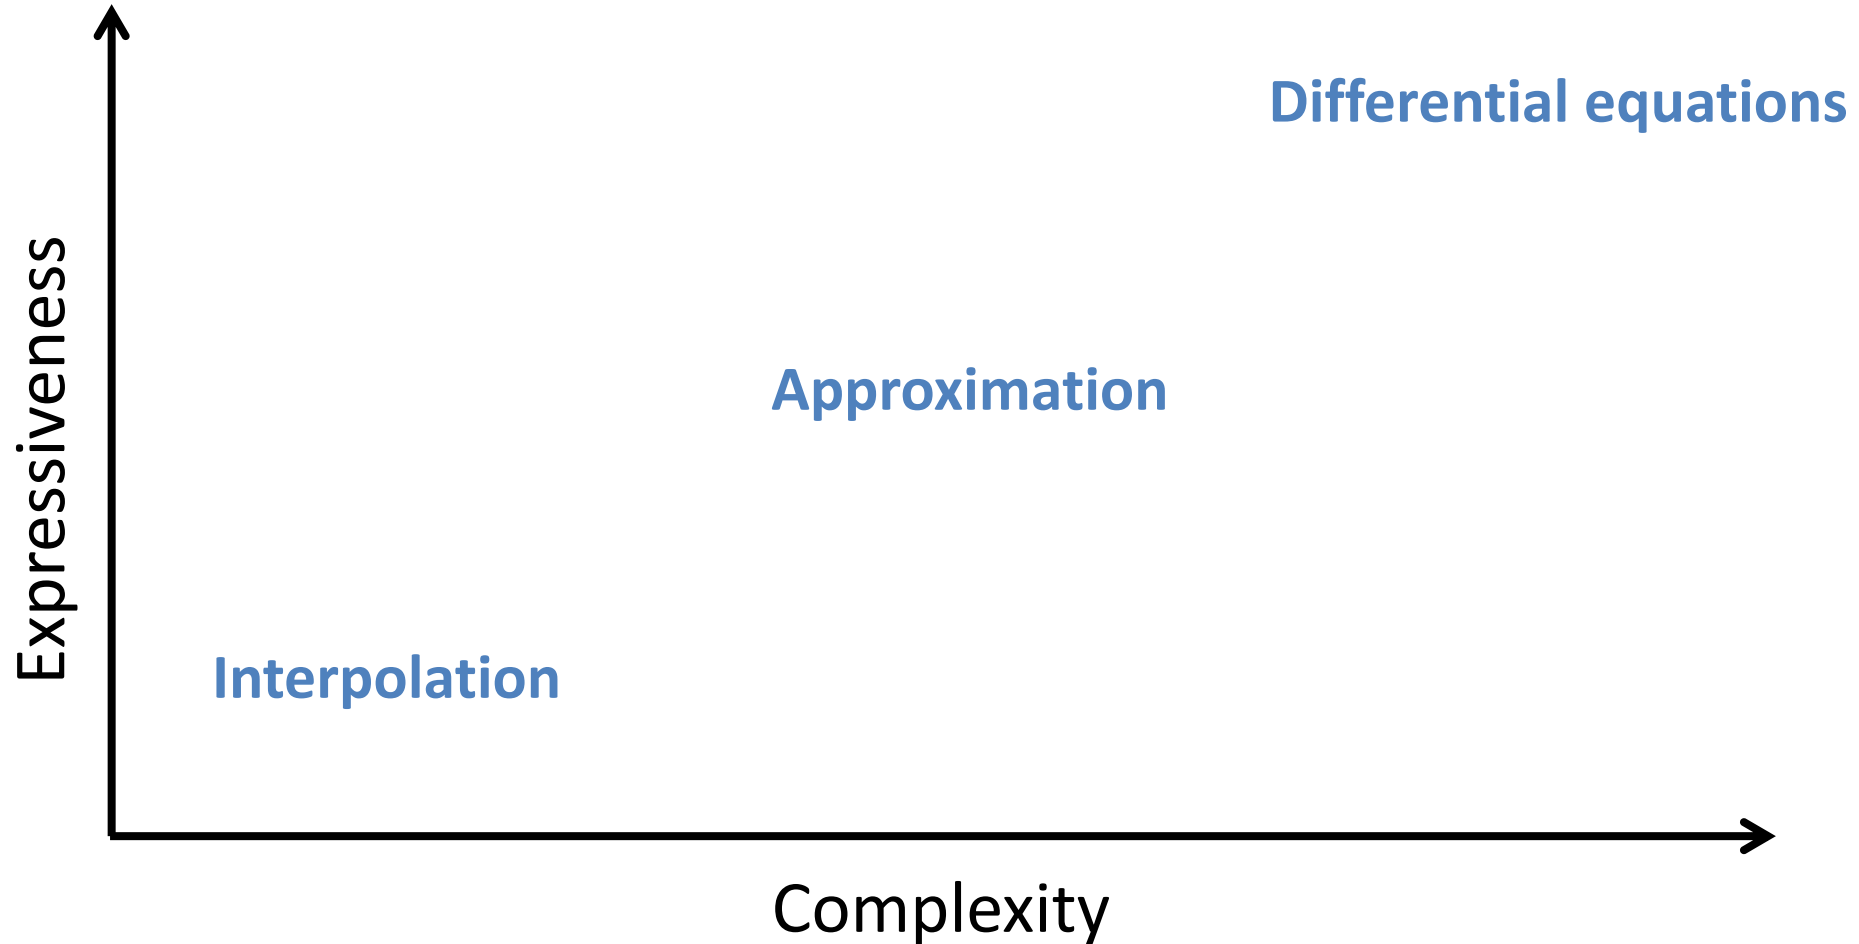 Differential equations
Expressiveness
Approximation
Interpolation
Complexity